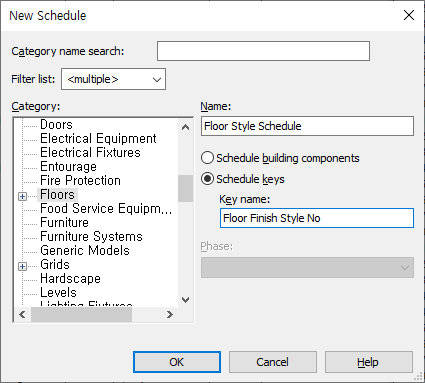 New Schedule
Category name search:
Filter list:
<multiple>
Category:
Doors
Electrical Equipment
Electrical Fixtures
Entourage
Fire Protection
Floors
Food Service Equipm...
Furniture
Furniture Systems
Generic Models
Grids
Hardscape
Levels
Lighting Fixtures
Name:
Floor Style Schedule
Schedule building components
Schedule keys
Key name:
Floor Finish Style No
Phase:
OK
Cancel
Help